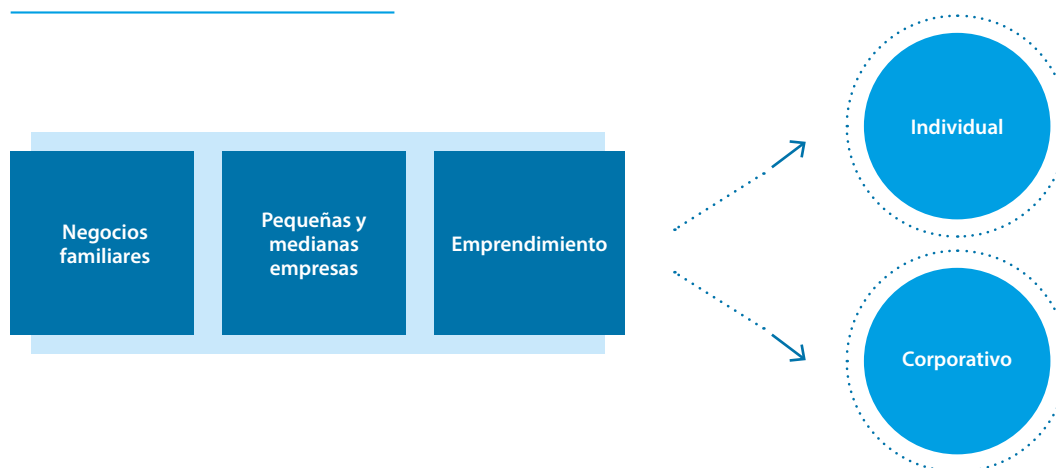 Negocios
familiares
Pequeñas y
medianas
empresas
Emprendimiento
Individual
Corporativo